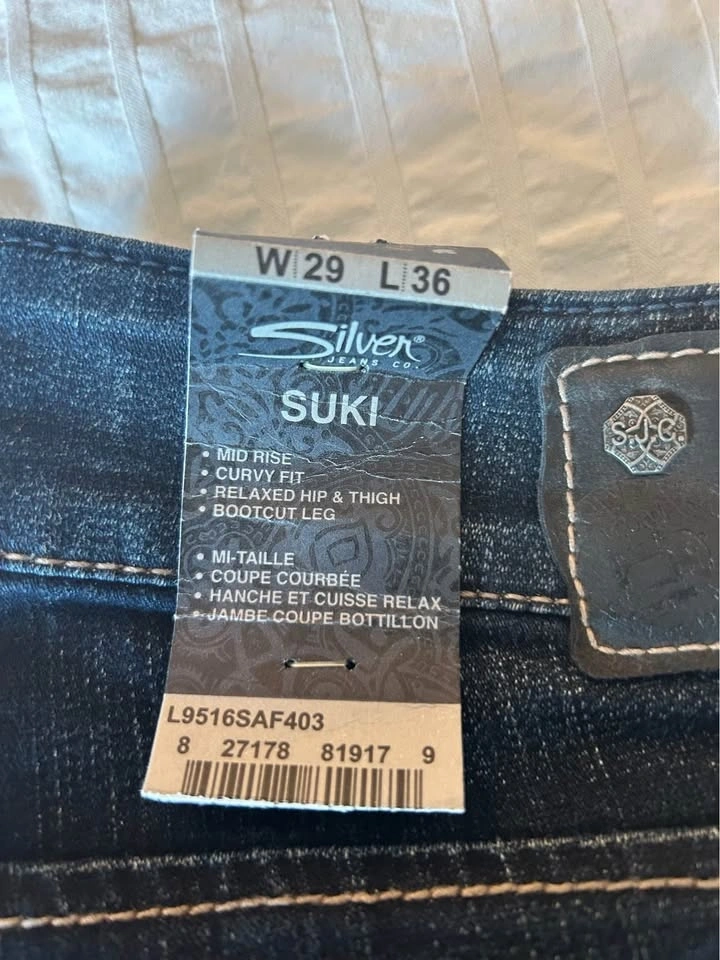 W 29 L 36
Silver®
JEANS CO.
SUKI
• MID RISE
• CURVY FIT
• RELAXED HIP & THIGH
• BOOTCUT LEG
• MI-TAILLE
• COUPE COURBÉE
• HANCHE ET CUISSE RELAX
• JAMBE COUPE BOTTILLON
L9516SAF403
8 27178 81917 9
S.J.C.